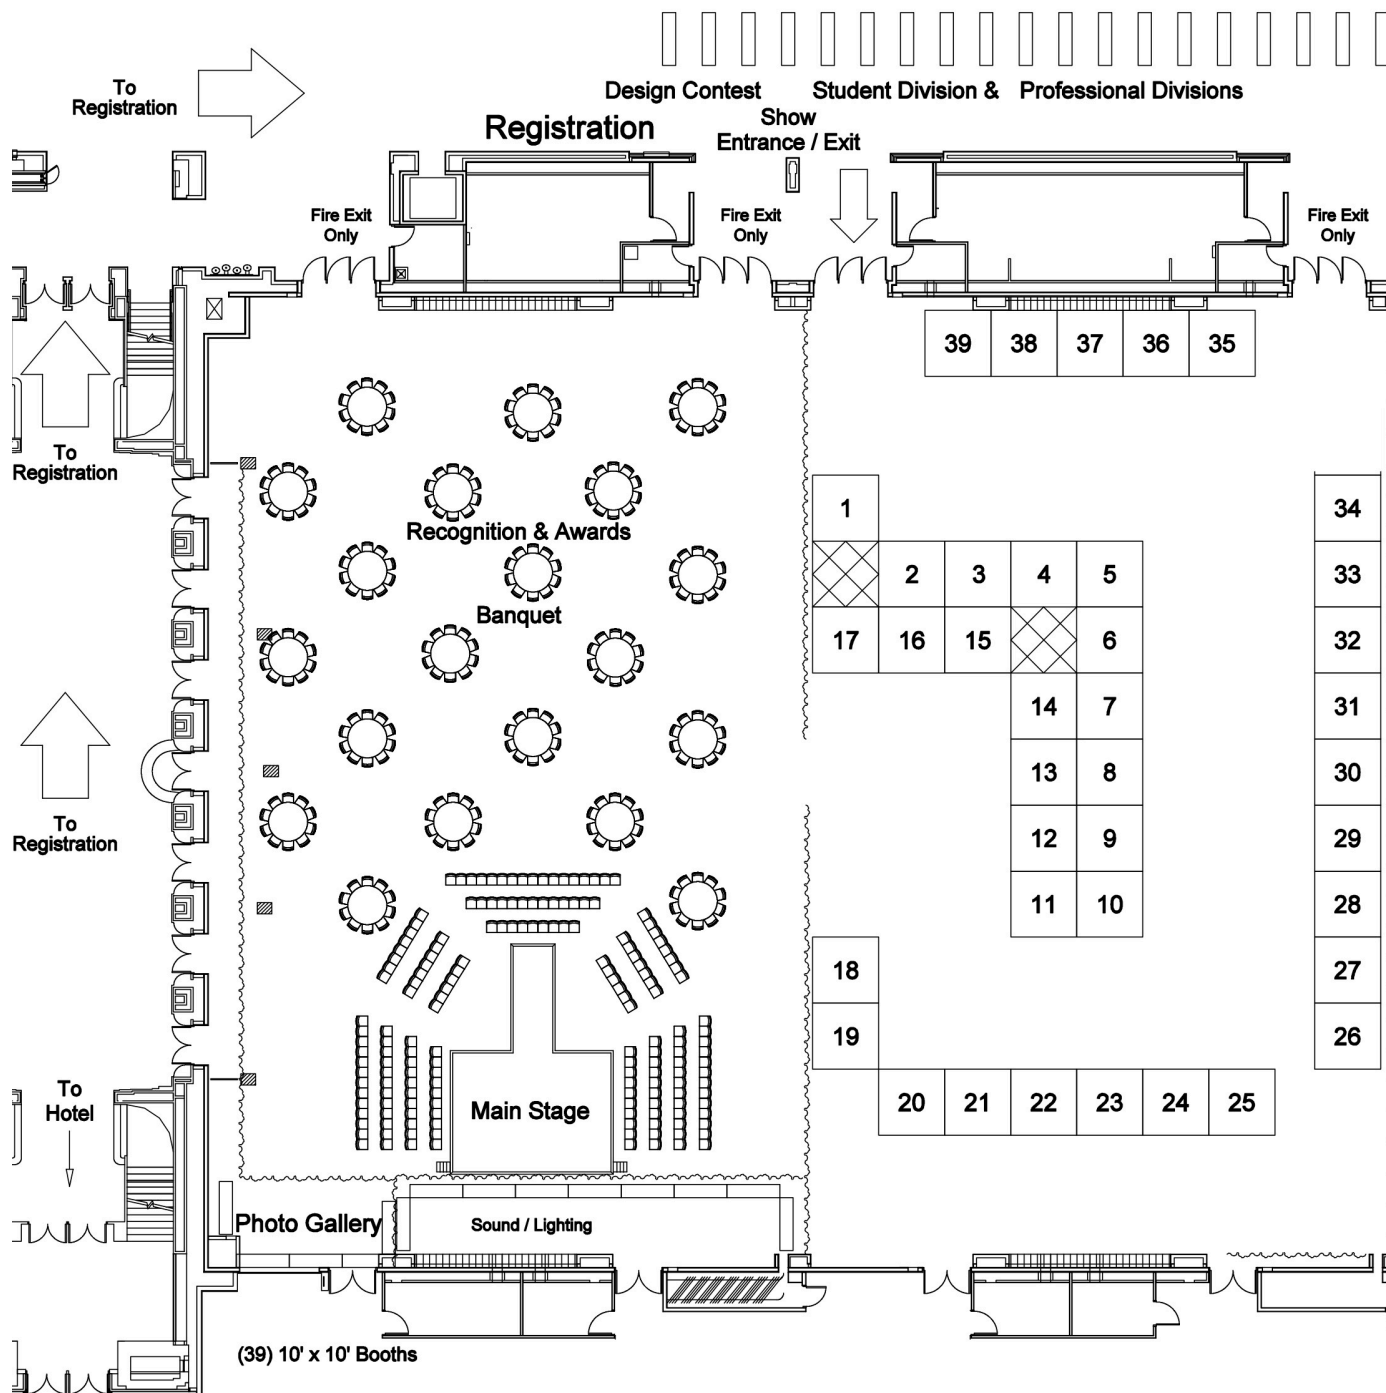 To
Registration
Design Contest
Student Division &
Professional Divisions
Registration
Show
Entrance / Exit
Fire Exit
Only
Fire Exit
Only
Fire Exit
Only
39 38 37 36 35
To
Registration
1
34
Recognition & Awards
2 3 4 5
33
Banquet
17 16 15 6
32
14 7
31
13 8
30
To
Registration
12 9
29
11 10
28
18
27
19
26
To
Hotel
Main Stage
20 21 22 23 24 25
Photo Gallery
Sound / Lighting
(39) 10' x 10' Booths